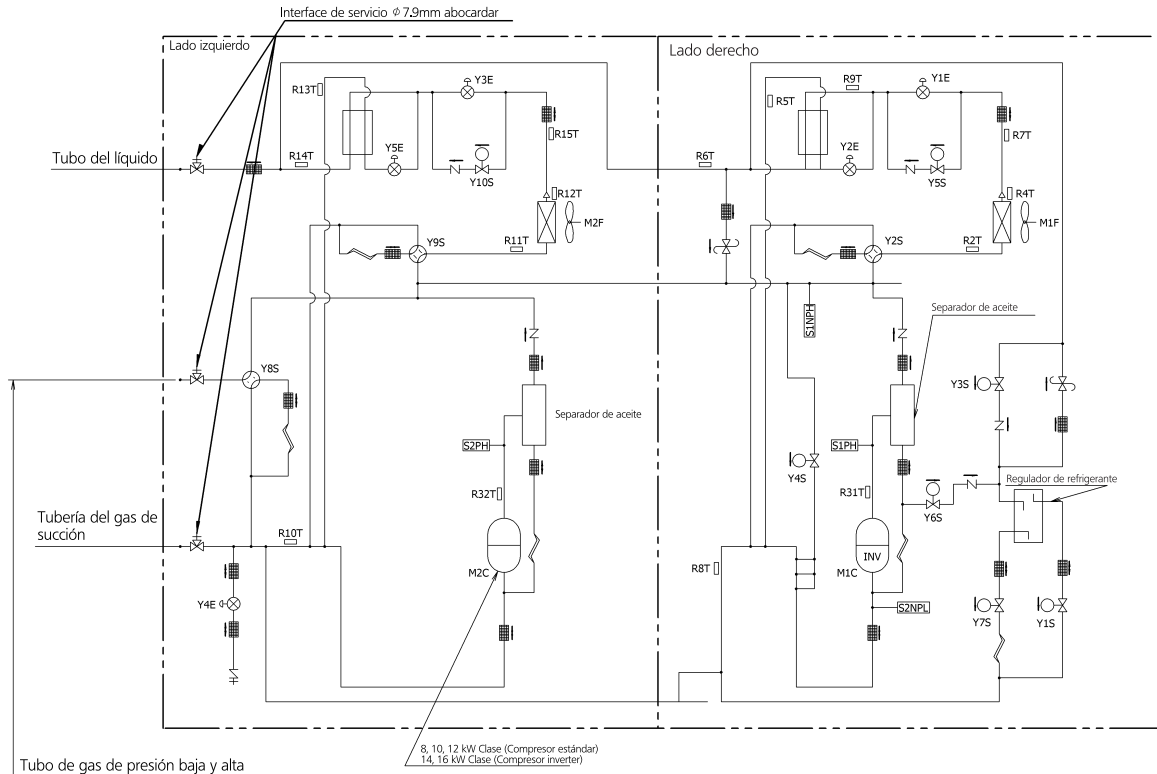 Interface de servicio ϕ 7.9mm abocardar
Lado izquierdo
Lado derecho
R13T
Y3E
R9T
Y1E
R5T
R15T
R7T
Y5E
Y2E
Tubo del líquido
R14T
R6T
Y10S
Y5S
R12T
R4T
M2F
M1F
Y9S
R11T
Y2S
R2T
S1NPH
Separador de aceite
Y8S
Y3S
Separador de aceite
S2PH
S1PH
Y4S
R32T
R31T
Regulador de refrigerante
Y6S
Tubería del gas de
succión
R10T
INV
M2C
M1C
R8T
Y4E
S2NPL
Y7S
Y1S
8, 10, 12 kW Clase (Compresor estándar)
14, 16 kW Clase (Compresor inverter)
Tubo de gas de presión baja y alta